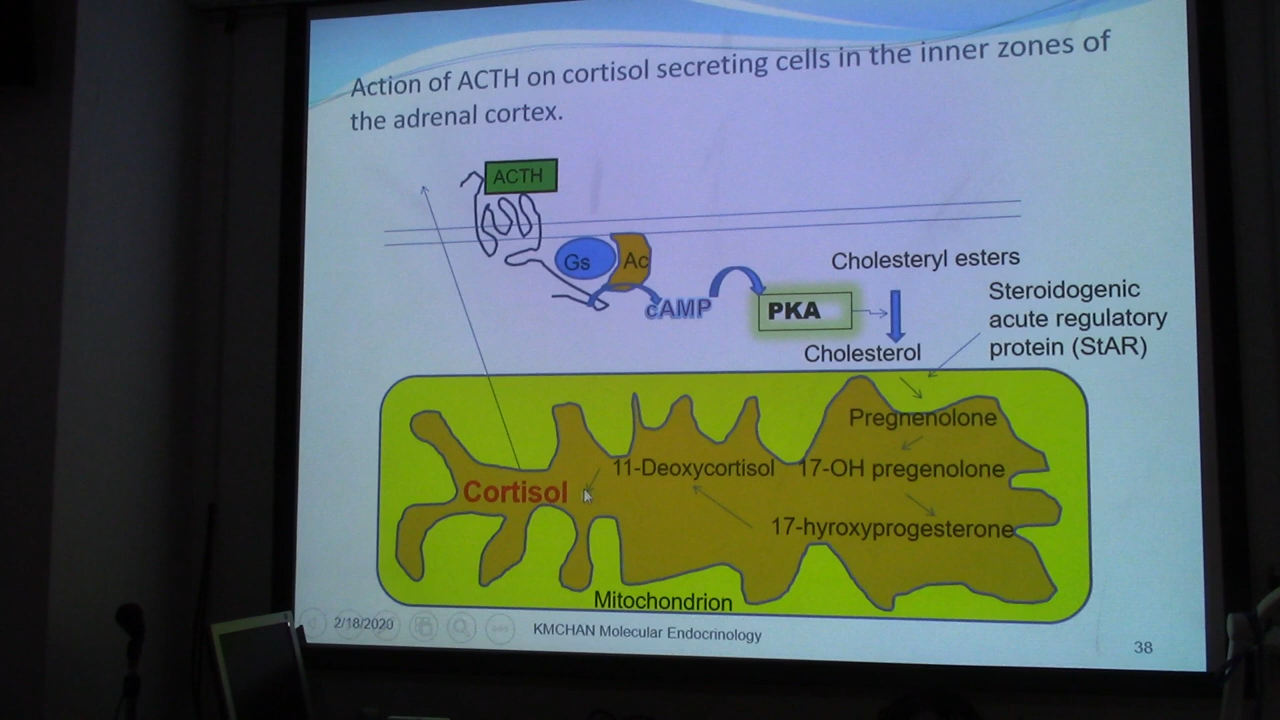 Action of ACTH on cortisol secreting cells in the inner zones of
the adrenal cortex.
ACTH
Gs
Ac
cAMP
PKA
Cholesteryl esters
Cholesterol
Steroidogenic
acute regulatory
protein (StAR)
Pregnenolone
11-Deoxycortisol
17-OH pregenolone
Cortisol
17-hyroxyprogesterone
Mitochondrion
2/18/2020
KMCHAN Molecular Endocrinology
38